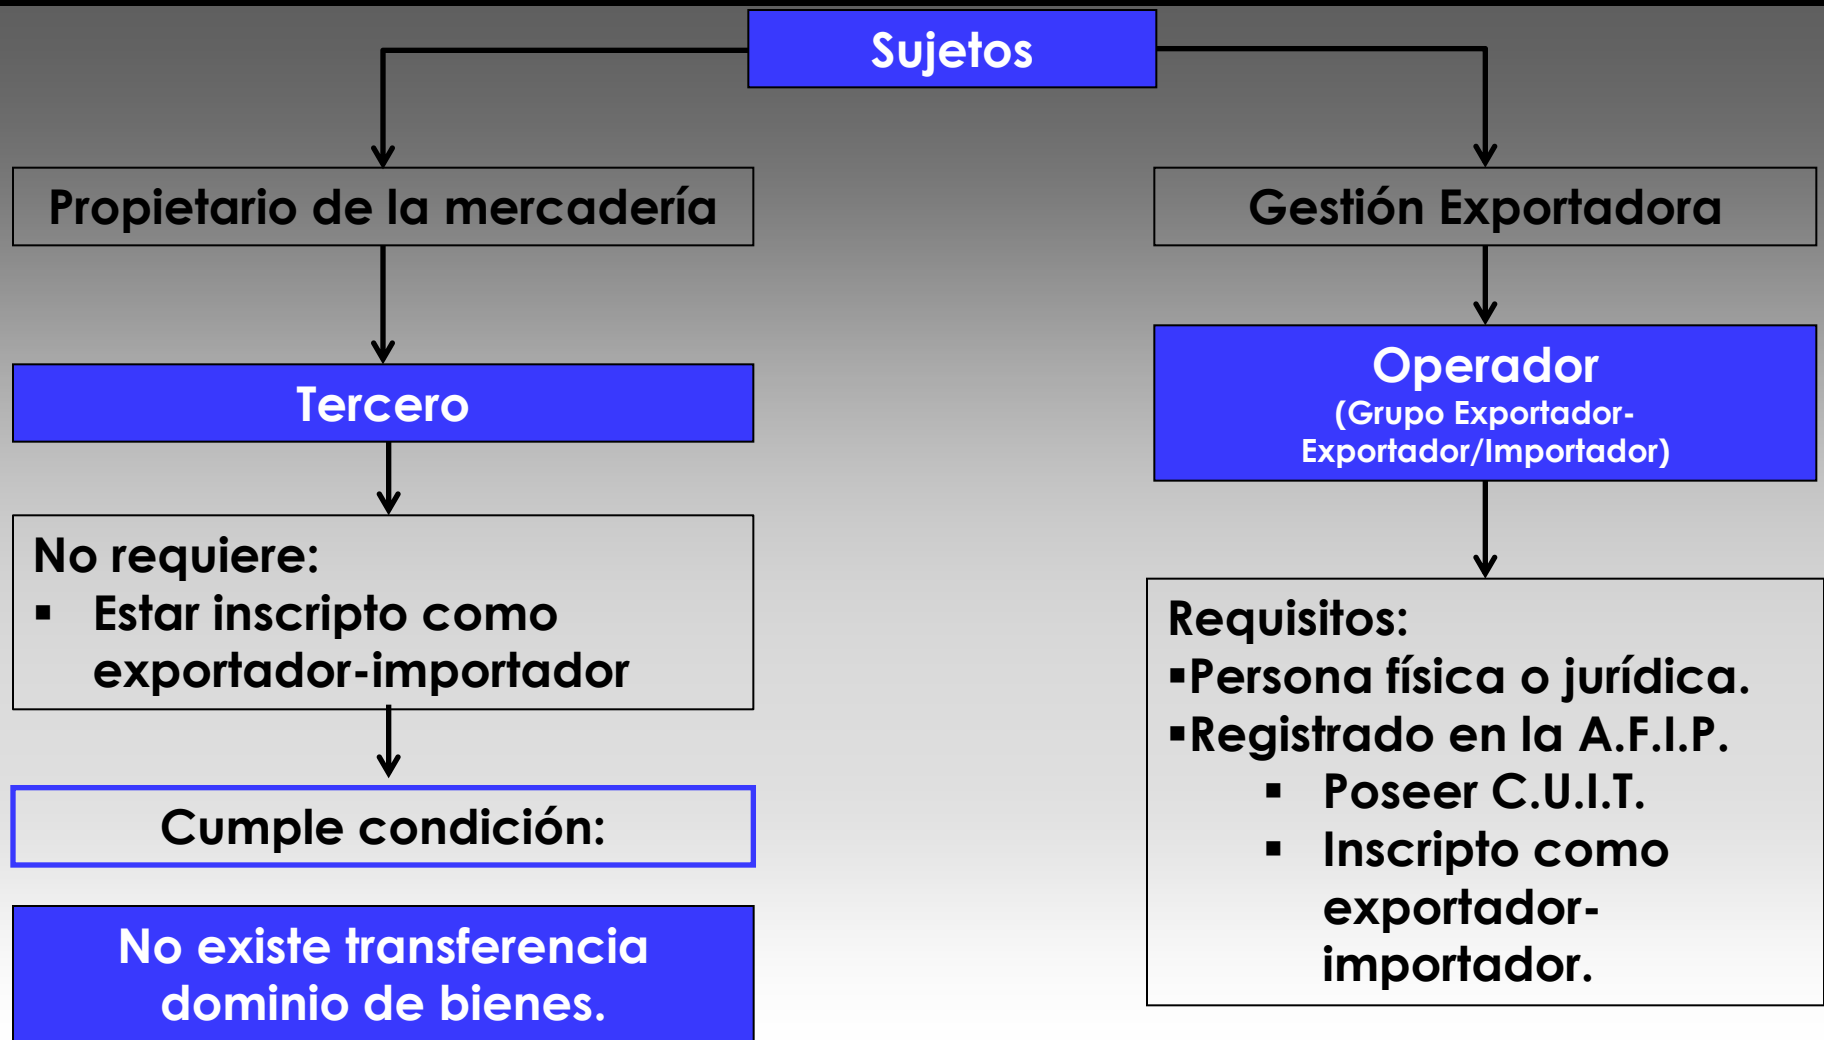 Sujetos
Propietario de la mercadería
Tercero
No requiere:
▪ Estar inscripto como
exportador-importador
Cumple condición:
No existe transferencia
dominio de bienes.
Gestión Exportadora
Operador
(Grupo Exportador-
Exportador/Importador)
Requisitos:
▪Persona física o jurídica.
▪Registrado en la A.F.I.P.
▪ Poseer C.U.I.T.
▪ Inscripto como
exportador-
importador.